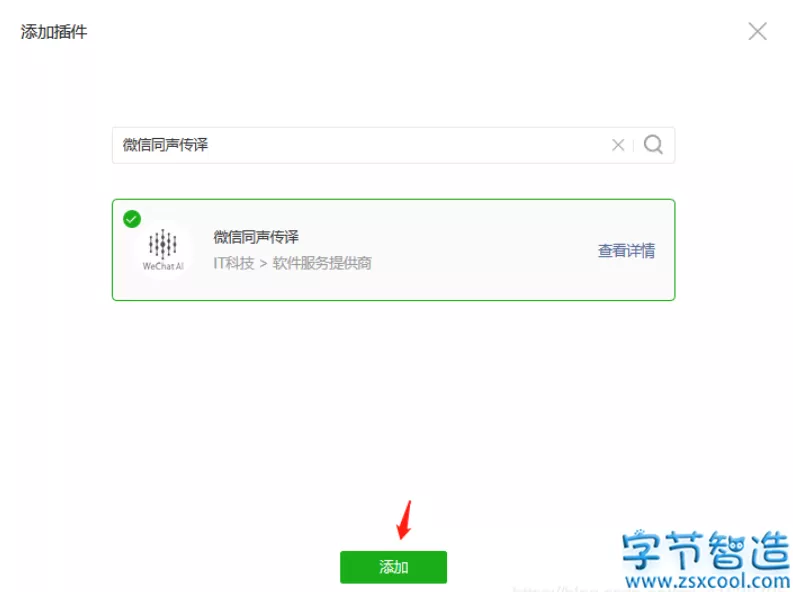 添加插件
微信同声传译
微信同声传译
WeChat AI
IT科技 > 软件服务提供商
查看详情
添加
字节智造
www.zsxcool.com